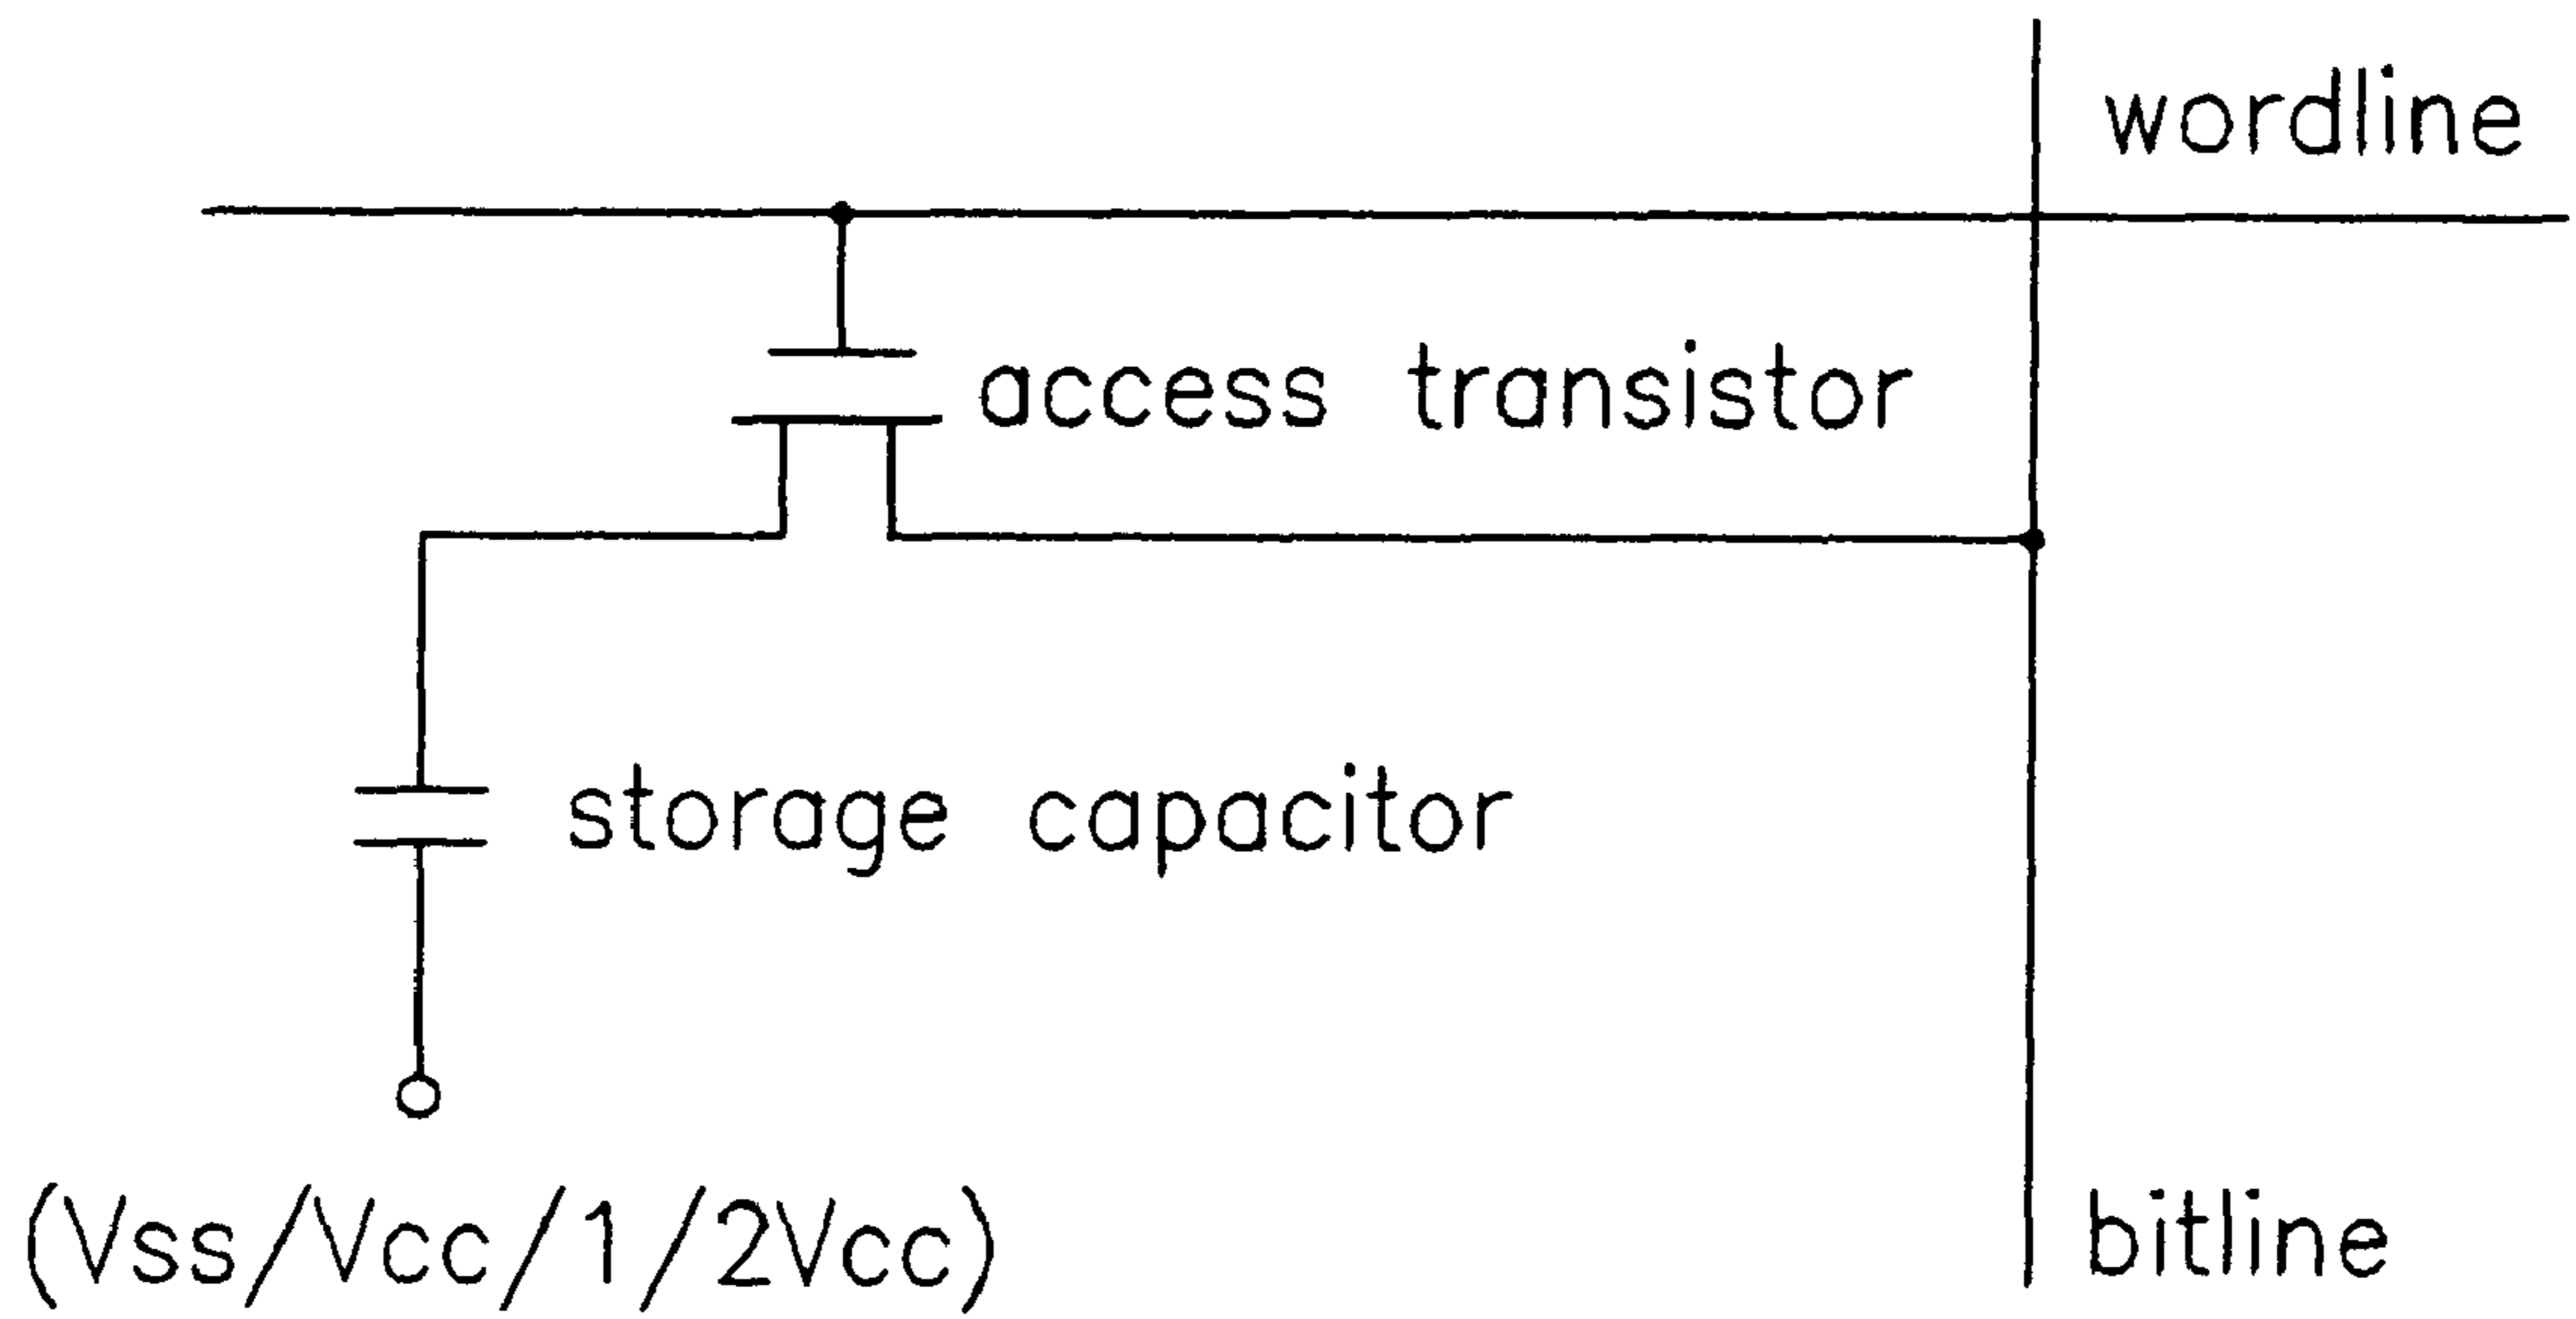 wordline
access transistor
storage capacitor
(Vss/Vcc/1/2Vcc)
bitline